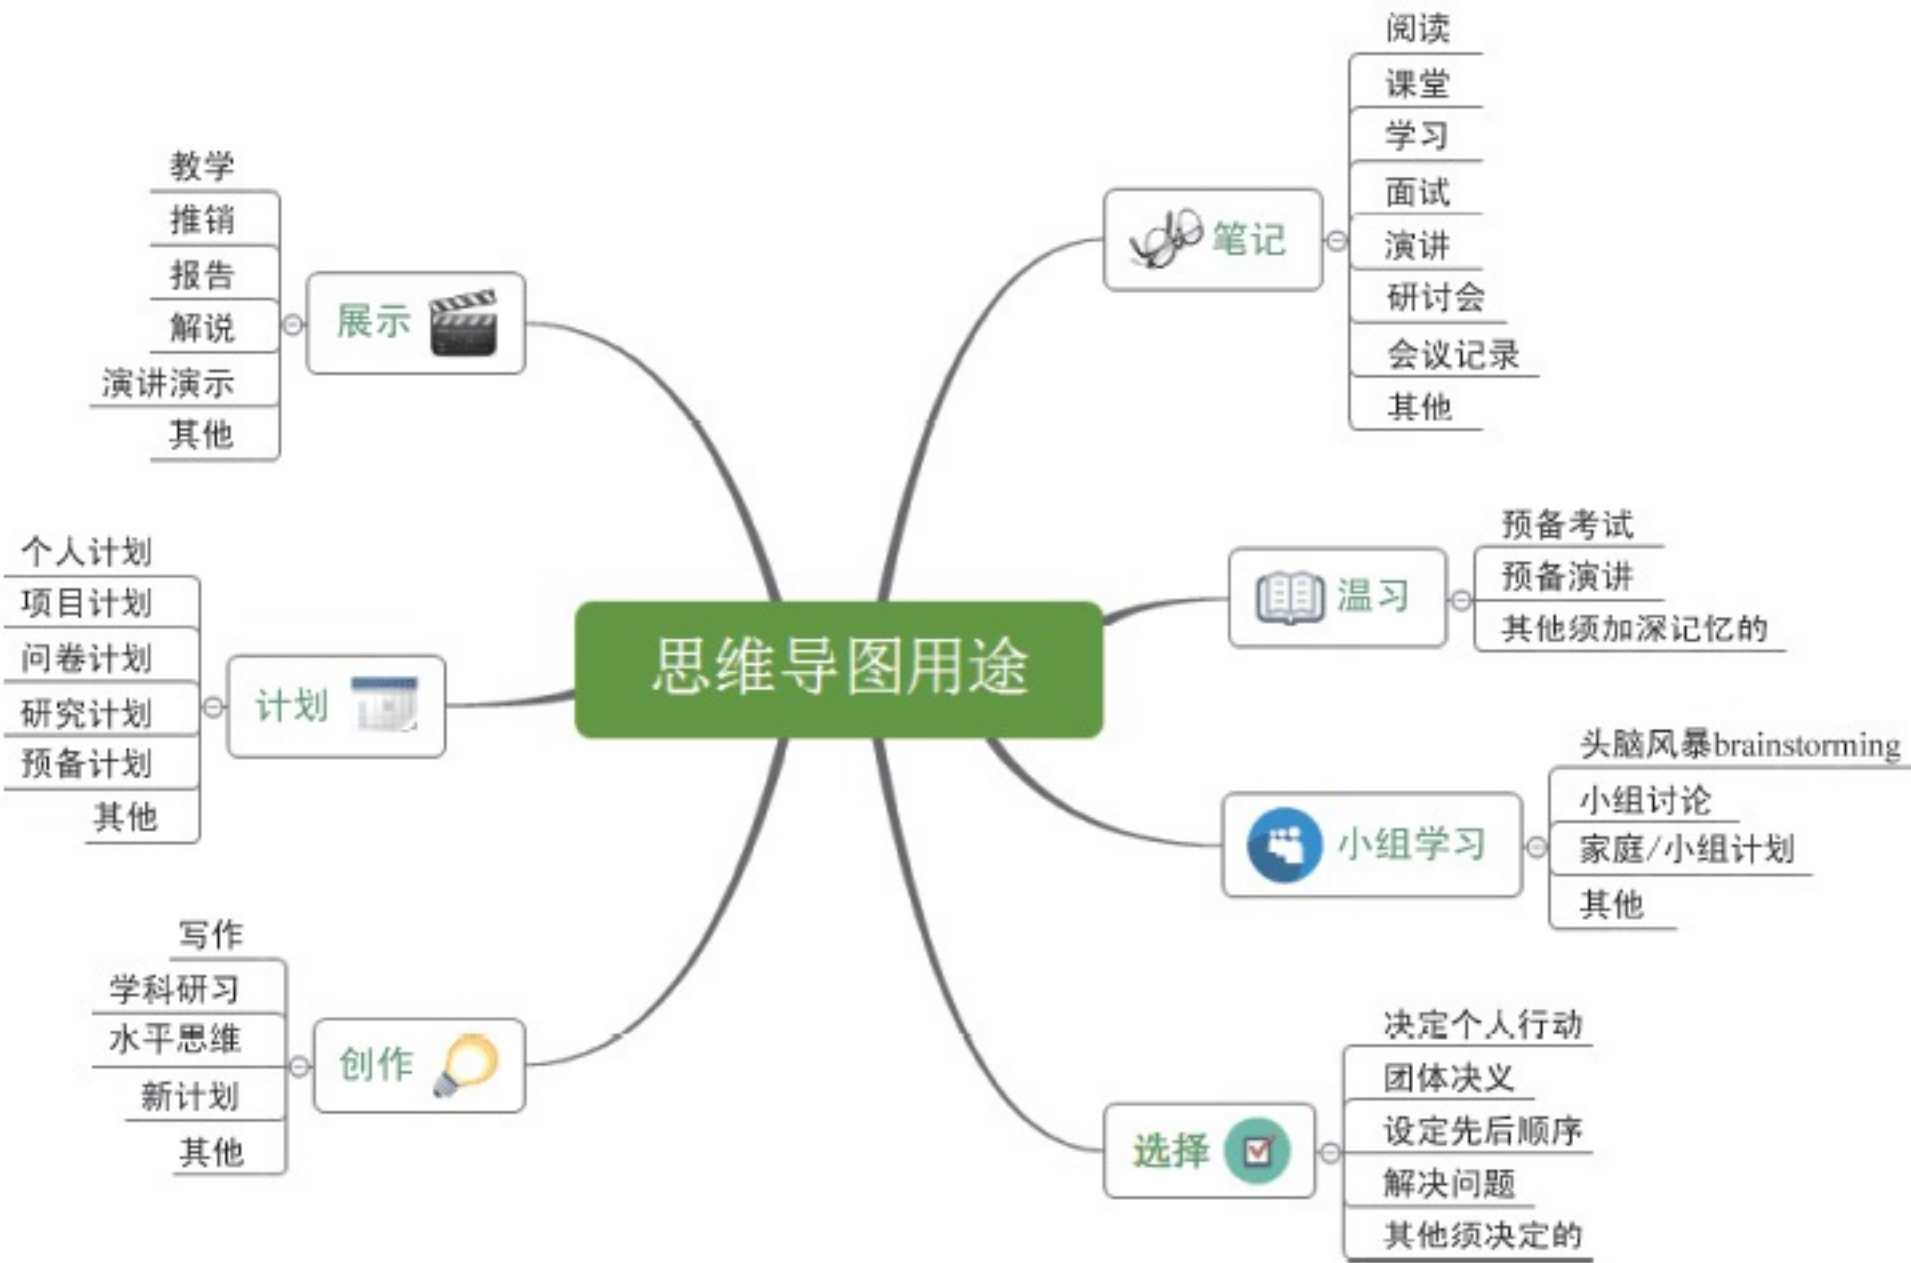 思维导图用途
笔记
阅读
课堂
学习
面试
演讲
研讨会
会议记录
其他
温习
预备考试
预备演讲
其他须加深记忆的
小组学习
头脑风暴brainstorming
小组讨论
家庭/小组计划
其他
选择
决定个人行动
团体决义
设定先后顺序
解决问题
其他须决定的
展示
教学
推销
报告
解说
演讲演示
其他
计划
个人计划
项目计划
问卷计划
研究计划
预备计划
其他
创作
写作
学科研习
水平思维
新计划
其他